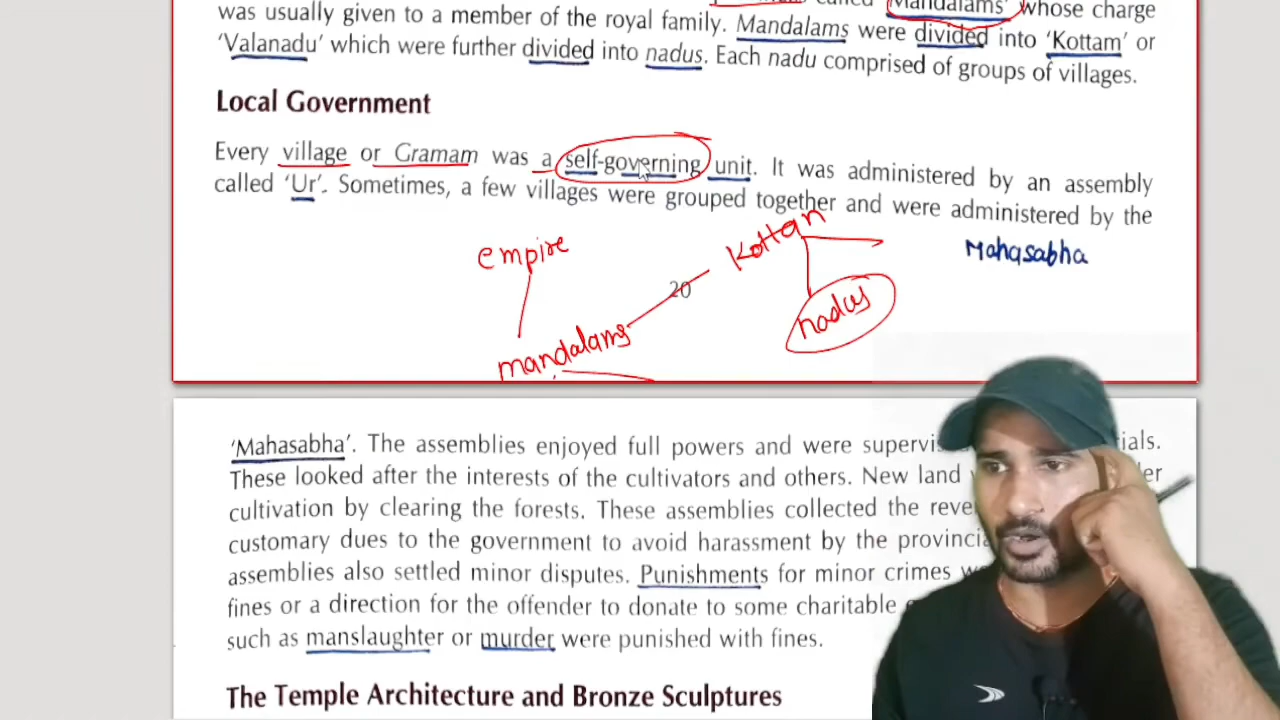 called 'Mandalams' whose charge
was usually given to a member of the royal family. Mandalams were divided into 'Kottam' or
'Valanadu' which were further divided into nadus. Each nadu comprised of groups of villages.
Local Government
Every village or Gramam was a self-governing unit. It was administered by an assembly
called 'Ur'. Sometimes, a few villages were grouped together and were administered by the
empire
Kottan
Mahasabha
20
nadus
mandalams
'Mahasabha'. The assemblies enjoyed full powers and were
These looked after the interests of the cultivators and others. New land
cultivation by clearing the forests. These assemblies collected the
customary dues to the government to avoid harassment by the
assemblies also settled minor disputes. Punishments for minor crimes
fines or a direction for the offender to donate to some charitable
such as manslaughter or murder were punished with fines.
The Temple Architecture and Bronze Sculptures